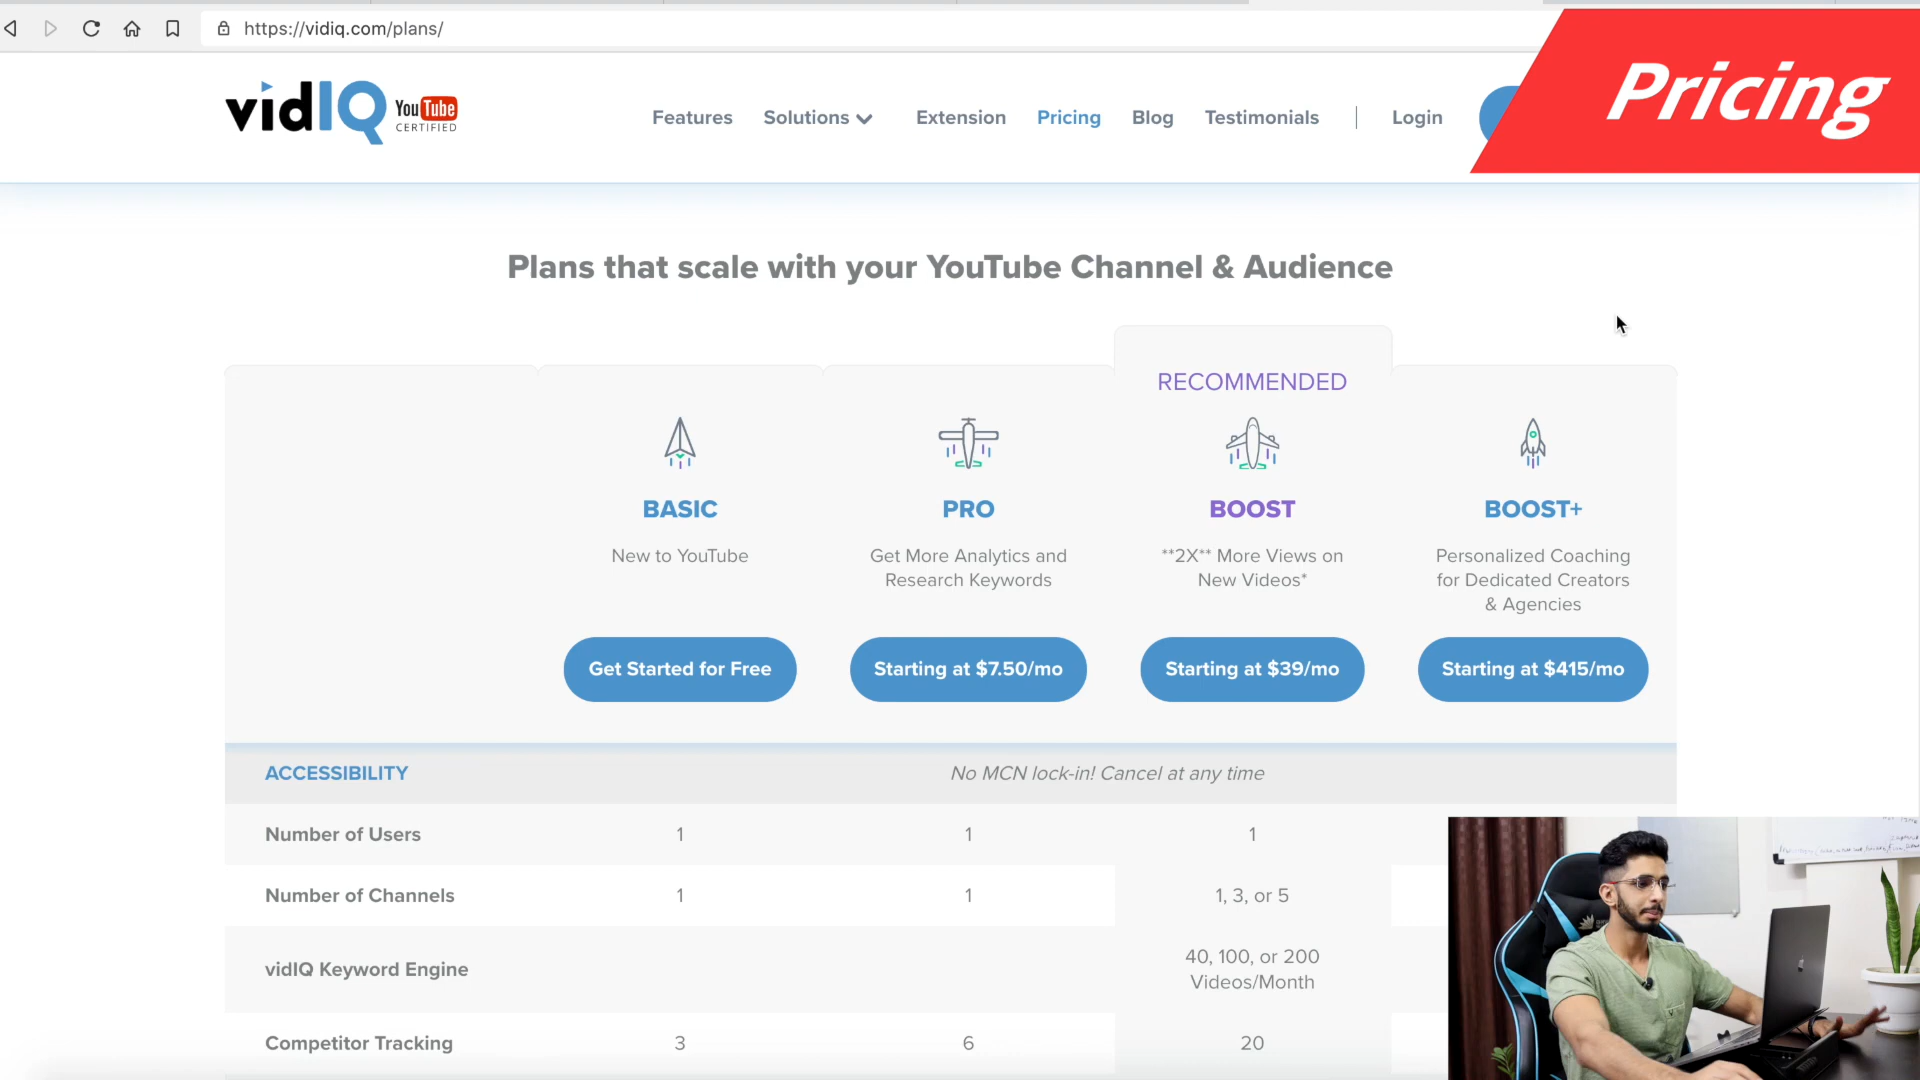 https://vidiq.com/plans/
Pricing
vidIQ YouTube CERTIFIED
Features Solutions Extension Pricing Blog Testimonials | Login
Plans that scale with your YouTube Channel & Audience
RECOMMENDED
BASIC PRO BOOST BOOST+
New to YouTube Get More Analytics and **2X** More Views on Personalized Coaching
Research Keywords New Videos* for Dedicated Creators
& Agencies
Get Started for Free Starting at $7.50/mo Starting at $39/mo Starting at $415/mo
ACCESSIBILITY No MCN lock-in! Cancel at any time
Number of Users 1 1 1
Number of Channels 1 1 1, 3, or 5
vidIQ Keyword Engine 40, 100, or 200
Videos/Month
Competitor Tracking 3 6 20